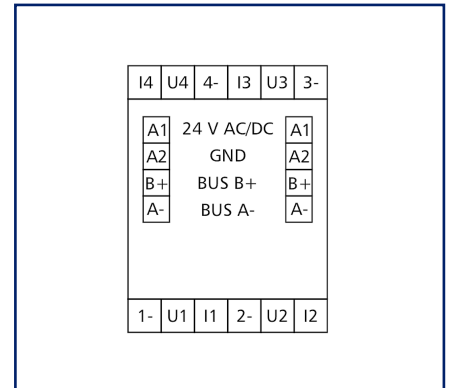 I4 U4 4- I3 U3 3-
A1 24 V AC/DC A1
A2 GND A2
B+ BUS B+ B+
A- BUS A- A-
1- U1 I1 2- U2 I2